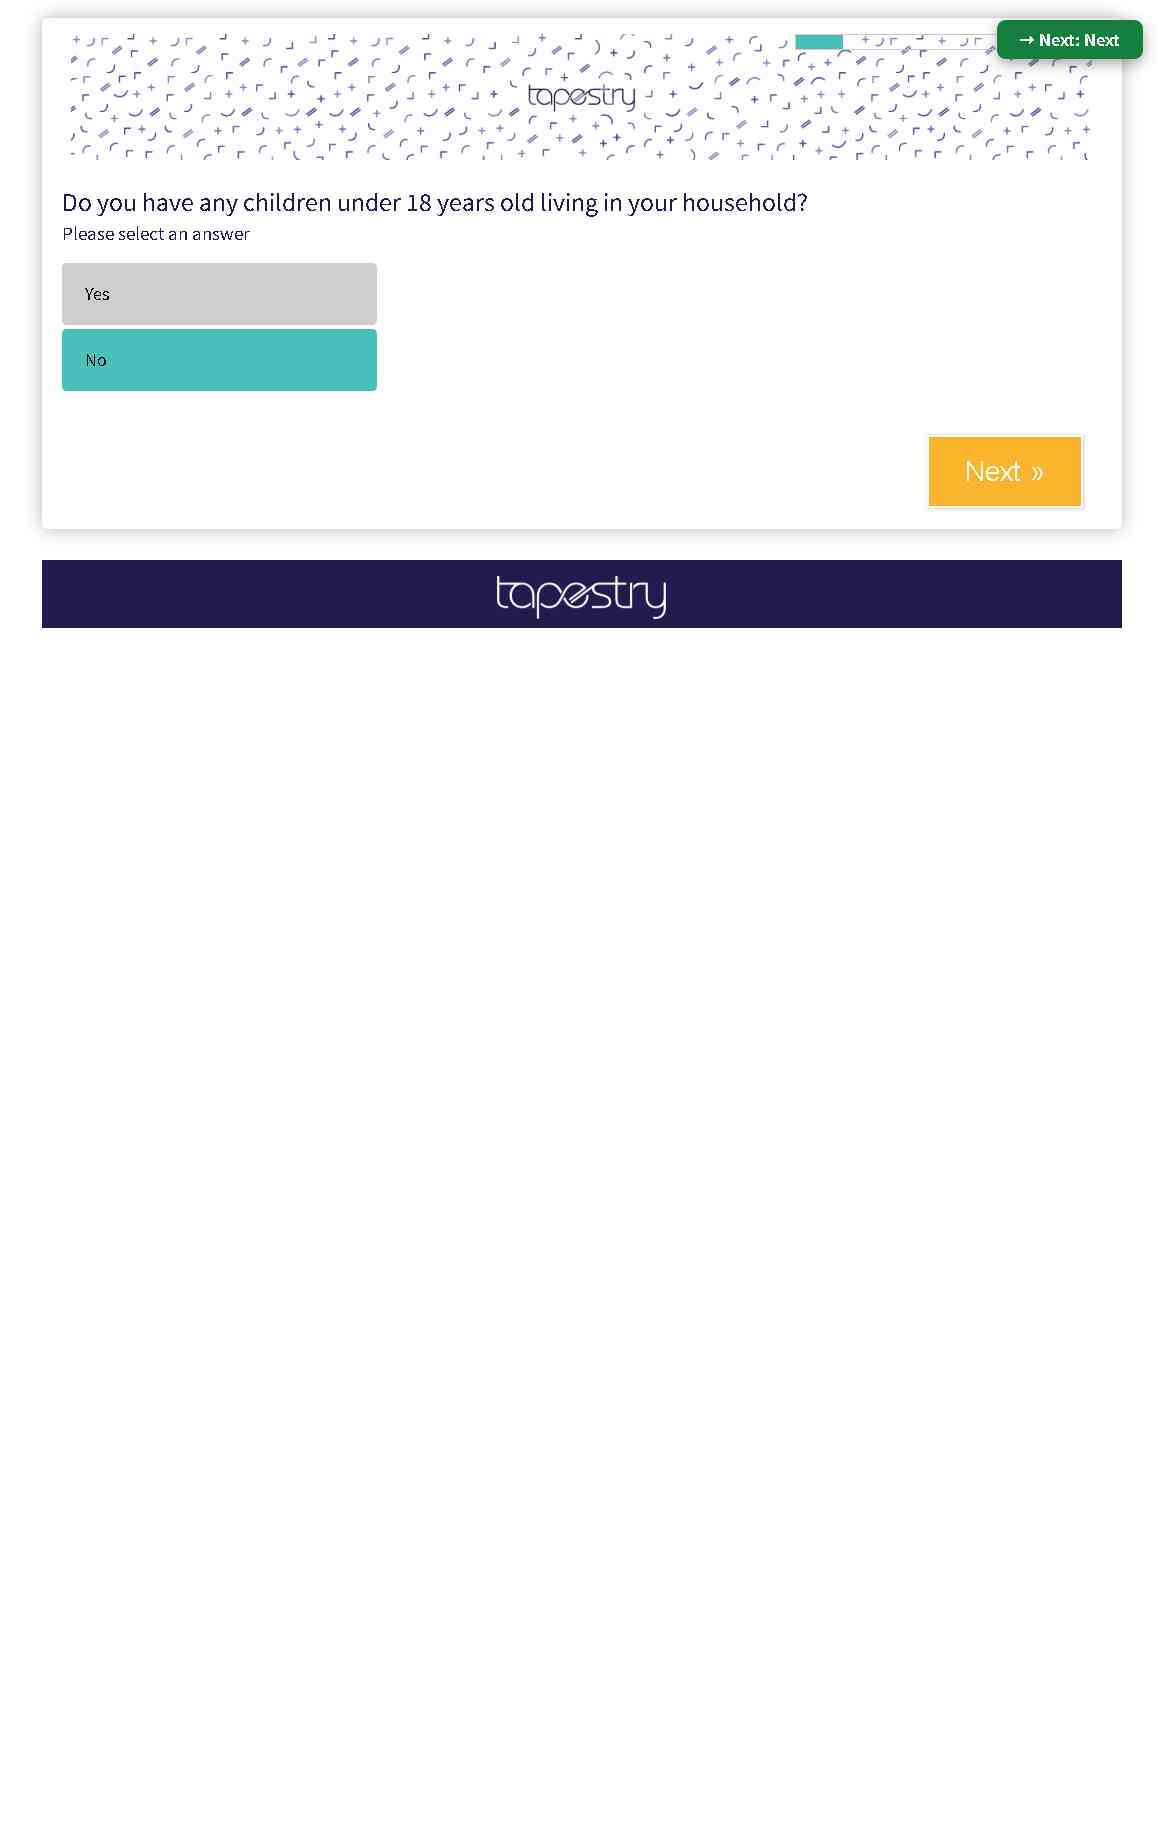 → Next: Next
tapestry
Do you have any children under 18 years old living in your household?
Please select an answer
Yes
No
Next »
tapestry